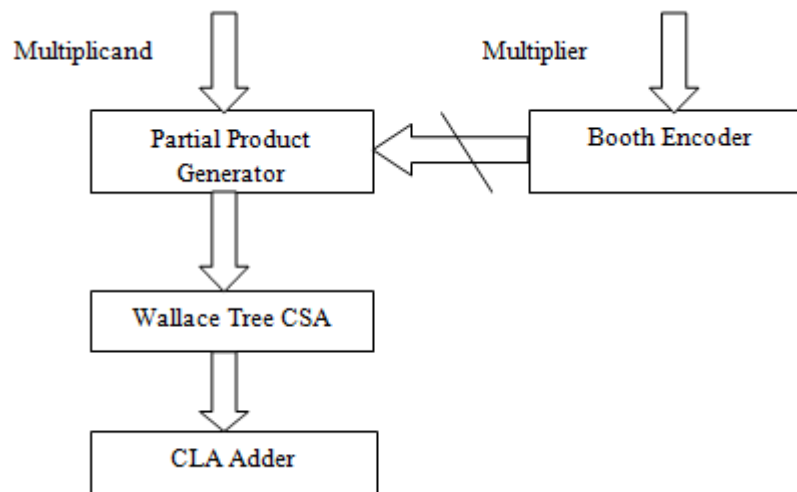 Multiplicand
Multiplier
Partial Product
Generator
Booth Encoder
Wallace Tree CSA
CLA Adder